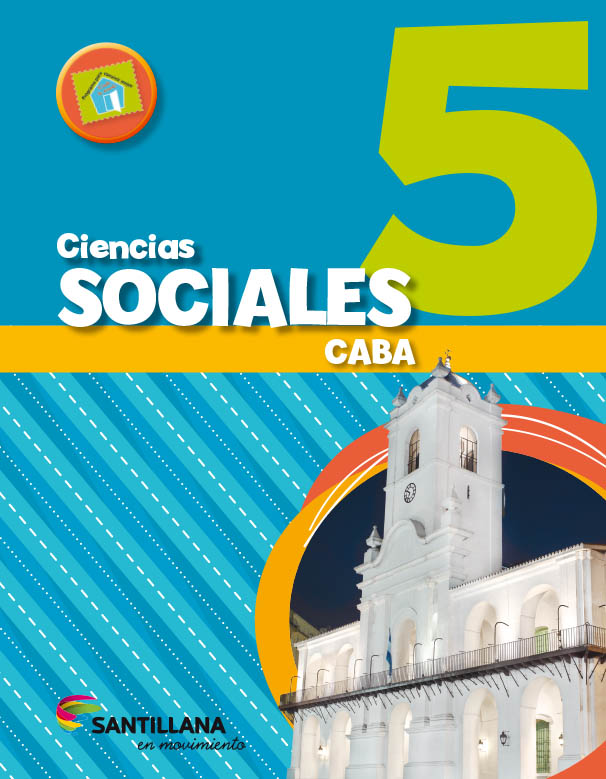 5
Ciencias
SOCIALES
CABA
SANTILLANA
en movimiento